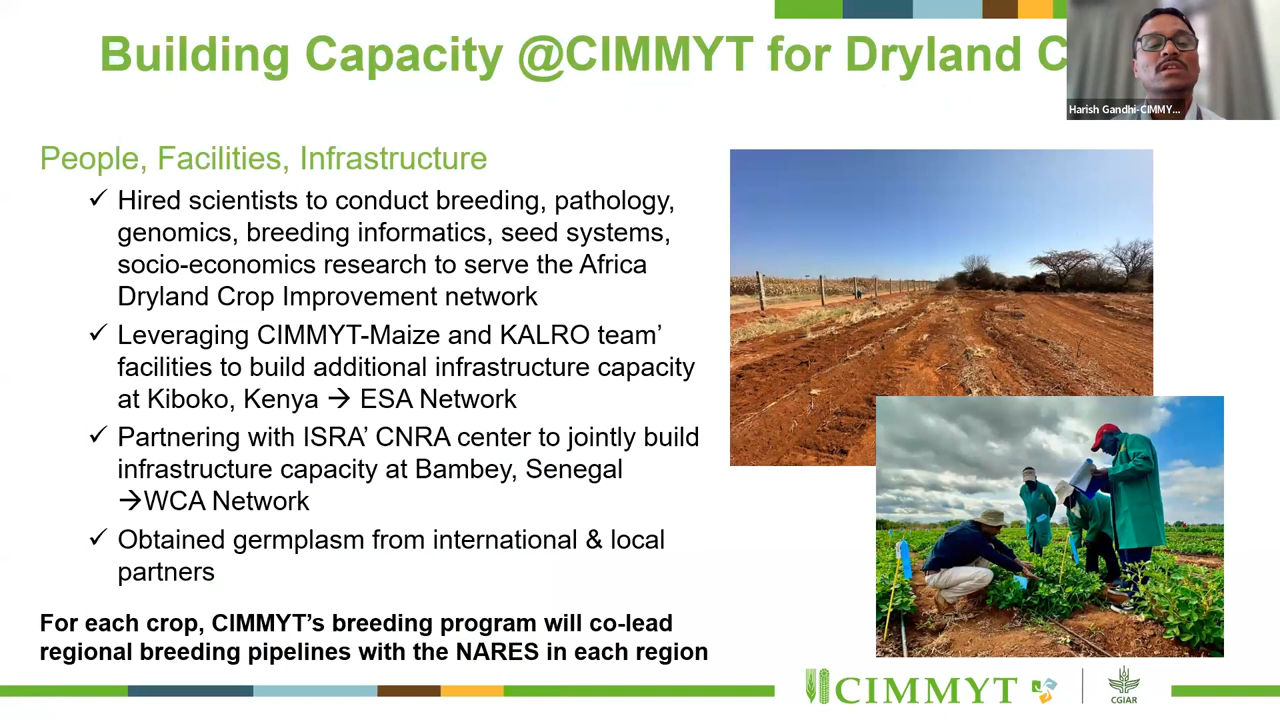 Building Capacity @CIMMYT for Dryland C
Harish Gandhi-CIMMY...
People, Facilities, Infrastructure
✓ Hired scientists to conduct breeding, pathology,
genomics, breeding informatics, seed systems,
socio-economics research to serve the Africa
Dryland Crop Improvement network
✓ Leveraging CIMMYT-Maize and KALRO team’
facilities to build additional infrastructure capacity
at Kiboko, Kenya → ESA Network
✓ Partnering with ISRA’ CNRA center to jointly build
infrastructure capacity at Bambey, Senegal
→WCA Network
✓ Obtained germplasm from international & local
partners
For each crop, CIMMYT’s breeding program will co-lead
regional breeding pipelines with the NARES in each region
CIMMYT
CGIAR